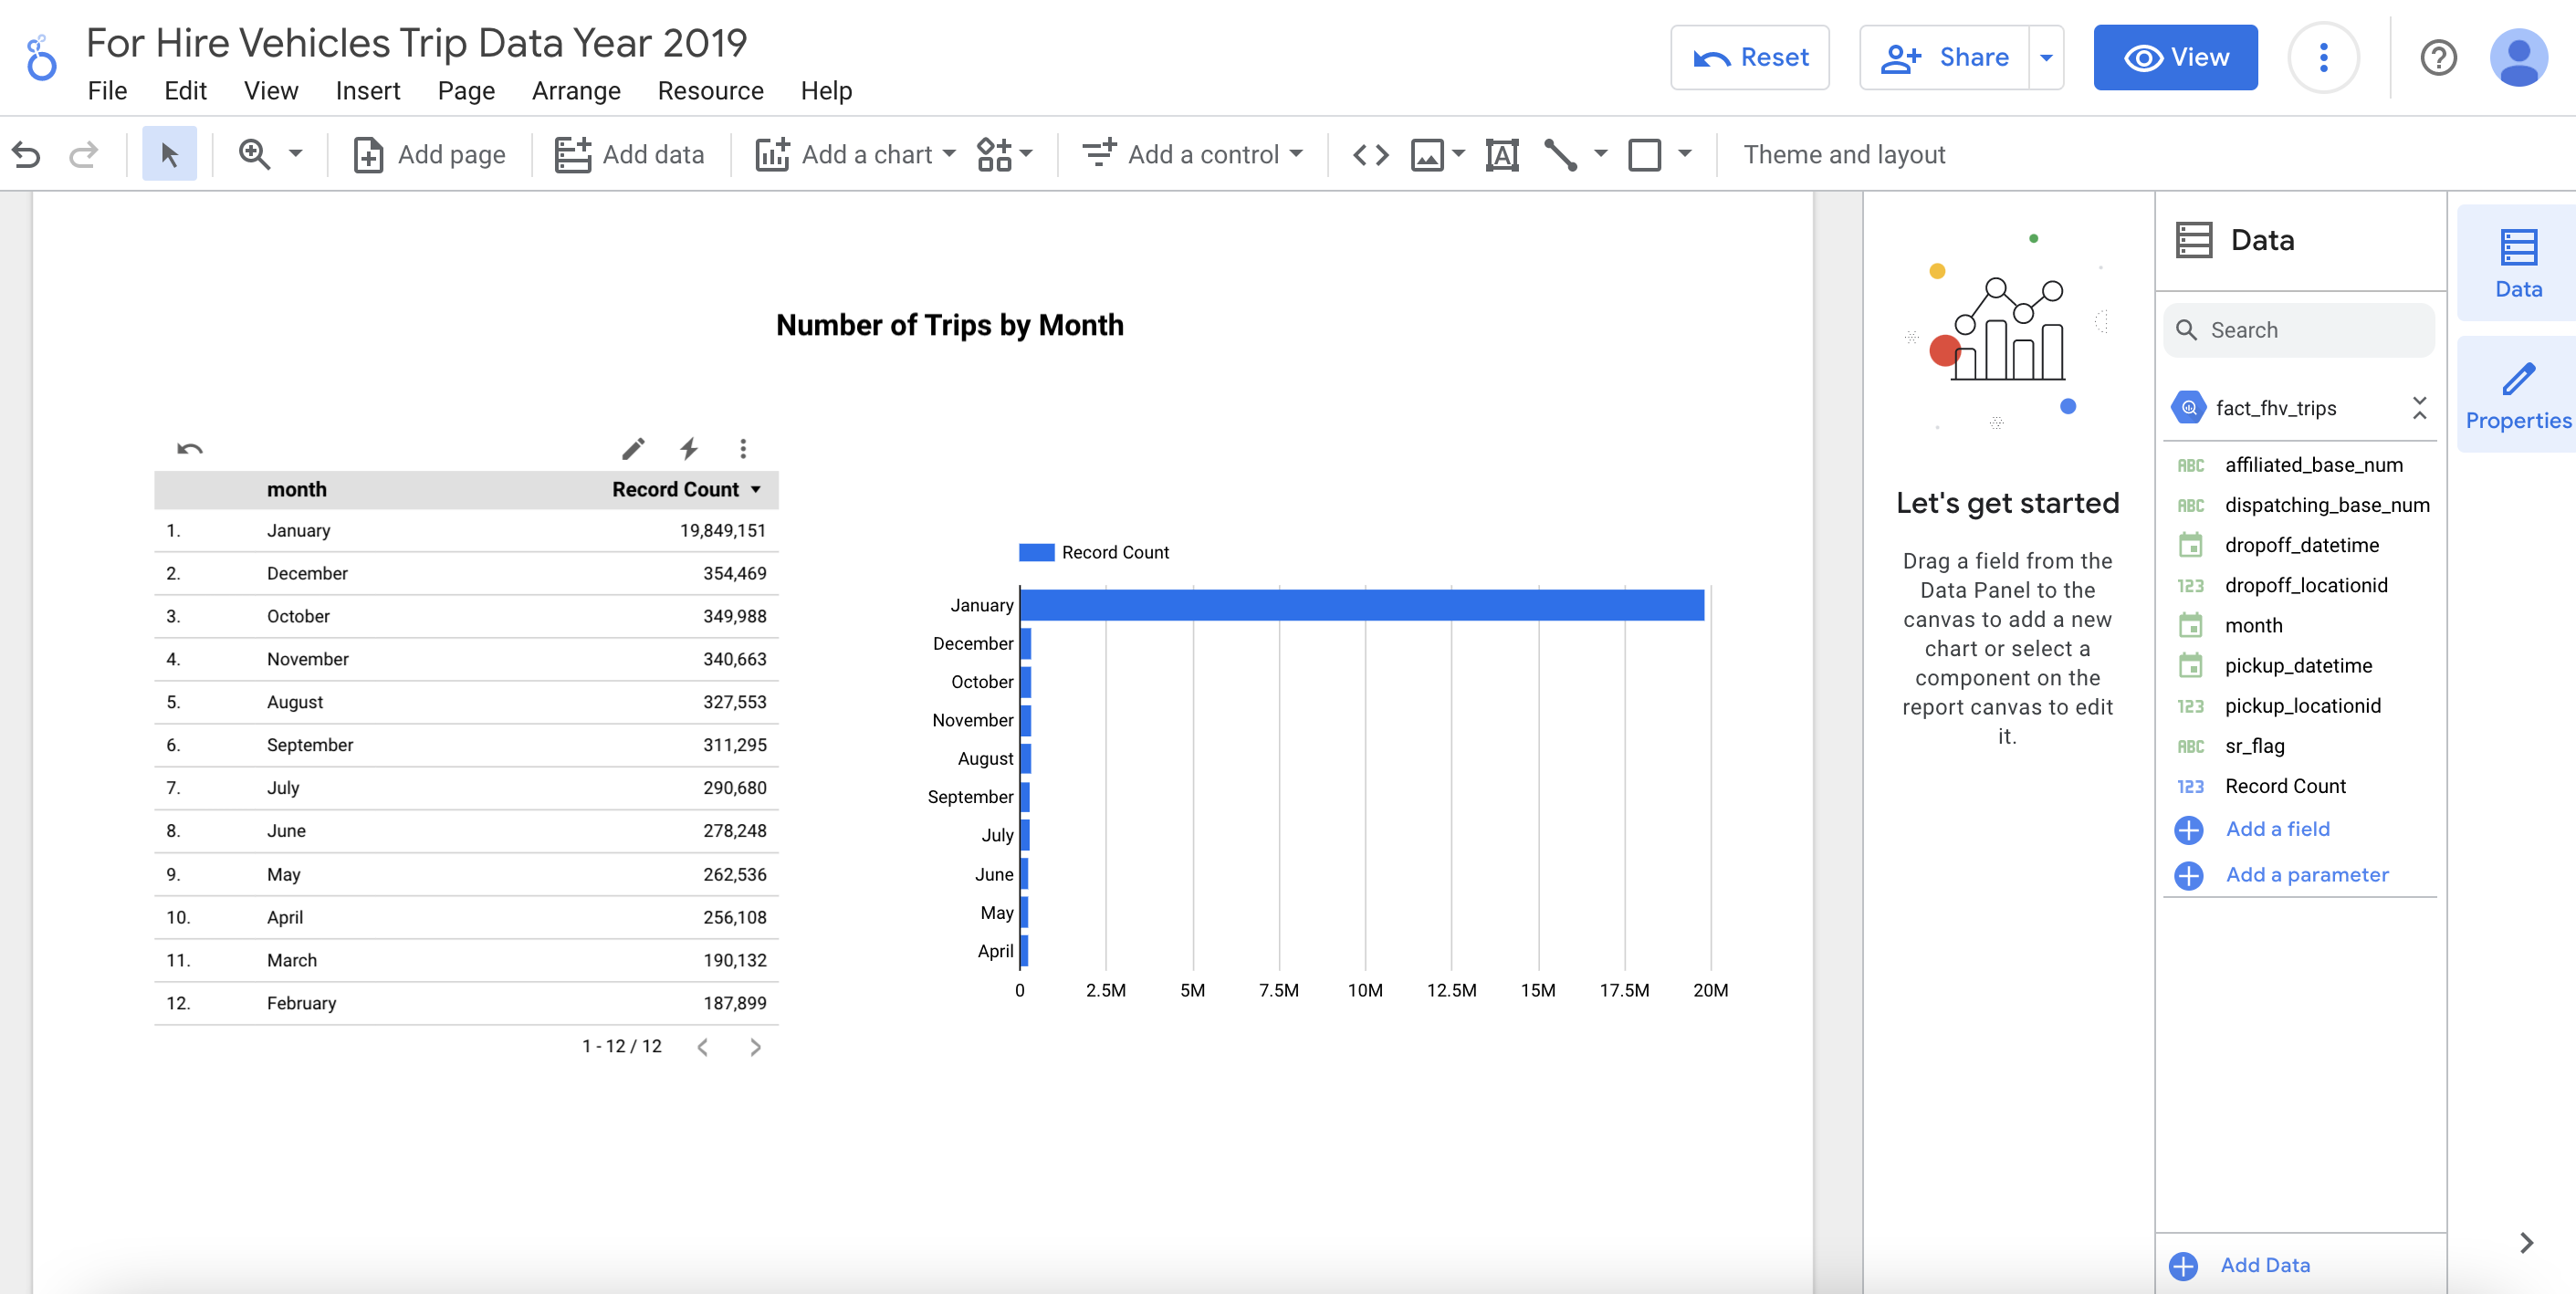 For Hire Vehicles Trip Data Year 2019
File Edit View Insert Page Arrange Resource Help
Reset
Share
View
Add page
Add data
Add a chart
Add a control
Theme and layout
Number of Trips by Month
month Record Count
1. January 19,849,151
2. December 354,469
3. October 349,988
4. November 340,663
5. August 327,553
6. September 311,295
7. July 290,680
8. June 278,248
9. May 262,536
10. April 256,108
11. March 190,132
12. February 187,899
1 - 12 / 12
Record Count
January
December
October
November
August
September
July
June
May
April
0 2.5M 5M 7.5M 10M 12.5M 15M 17.5M 20M
Let's get started
Drag a field from the
Data Panel to the
canvas to add a new
chart or select a
component on the
report canvas to edit
it.
Data
Search
fact_fhv_trips
ABC affiliated_base_num
ABC dispatching_base_num
dropoff_datetime
123 dropoff_locationid
month
pickup_datetime
123 pickup_locationid
ABC sr_flag
123 Record Count
Add a field
Add a parameter
Add Data
Data
Properties